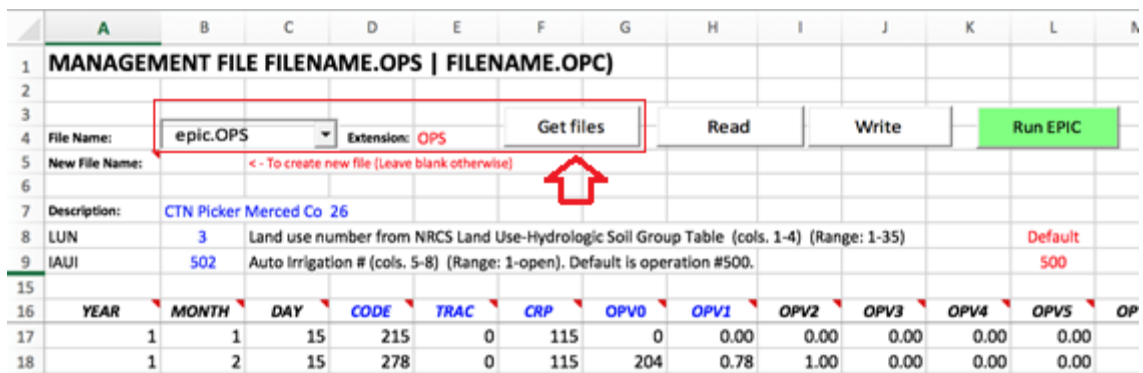 A B C D E F G H I J K L
1 MANAGEMENT FILE FILENAME.OPS | FILENAME.OPC)
2
3
4 File Name: epic.OPS Extension: OPS Get files Read Write Run EPIC
5 New File Name: < - To create new file (Leave blank otherwise)
6
7 Description: CTN Picker Merced Co 26
8 LUN 3 Land use number from NRCS Land Use-Hydrologic Soil Group Table (cols. 1-4) (Range: 1-35) Default
9 IAUI 502 Auto Irrigation # (cols. 5-8) (Range: 1-open). Default is operation #500. 500
15
16 YEAR MONTH DAY CODE TRAC CRP OPV0 OPV1 OPV2 OPV3 OPV4 OPV5
17 1 1 15 215 0 115 0 0.00 0.00 0.00 0.00 0.00
18 1 2 15 278 0 115 204 0.78 1.00 0.00 0.00 0.00